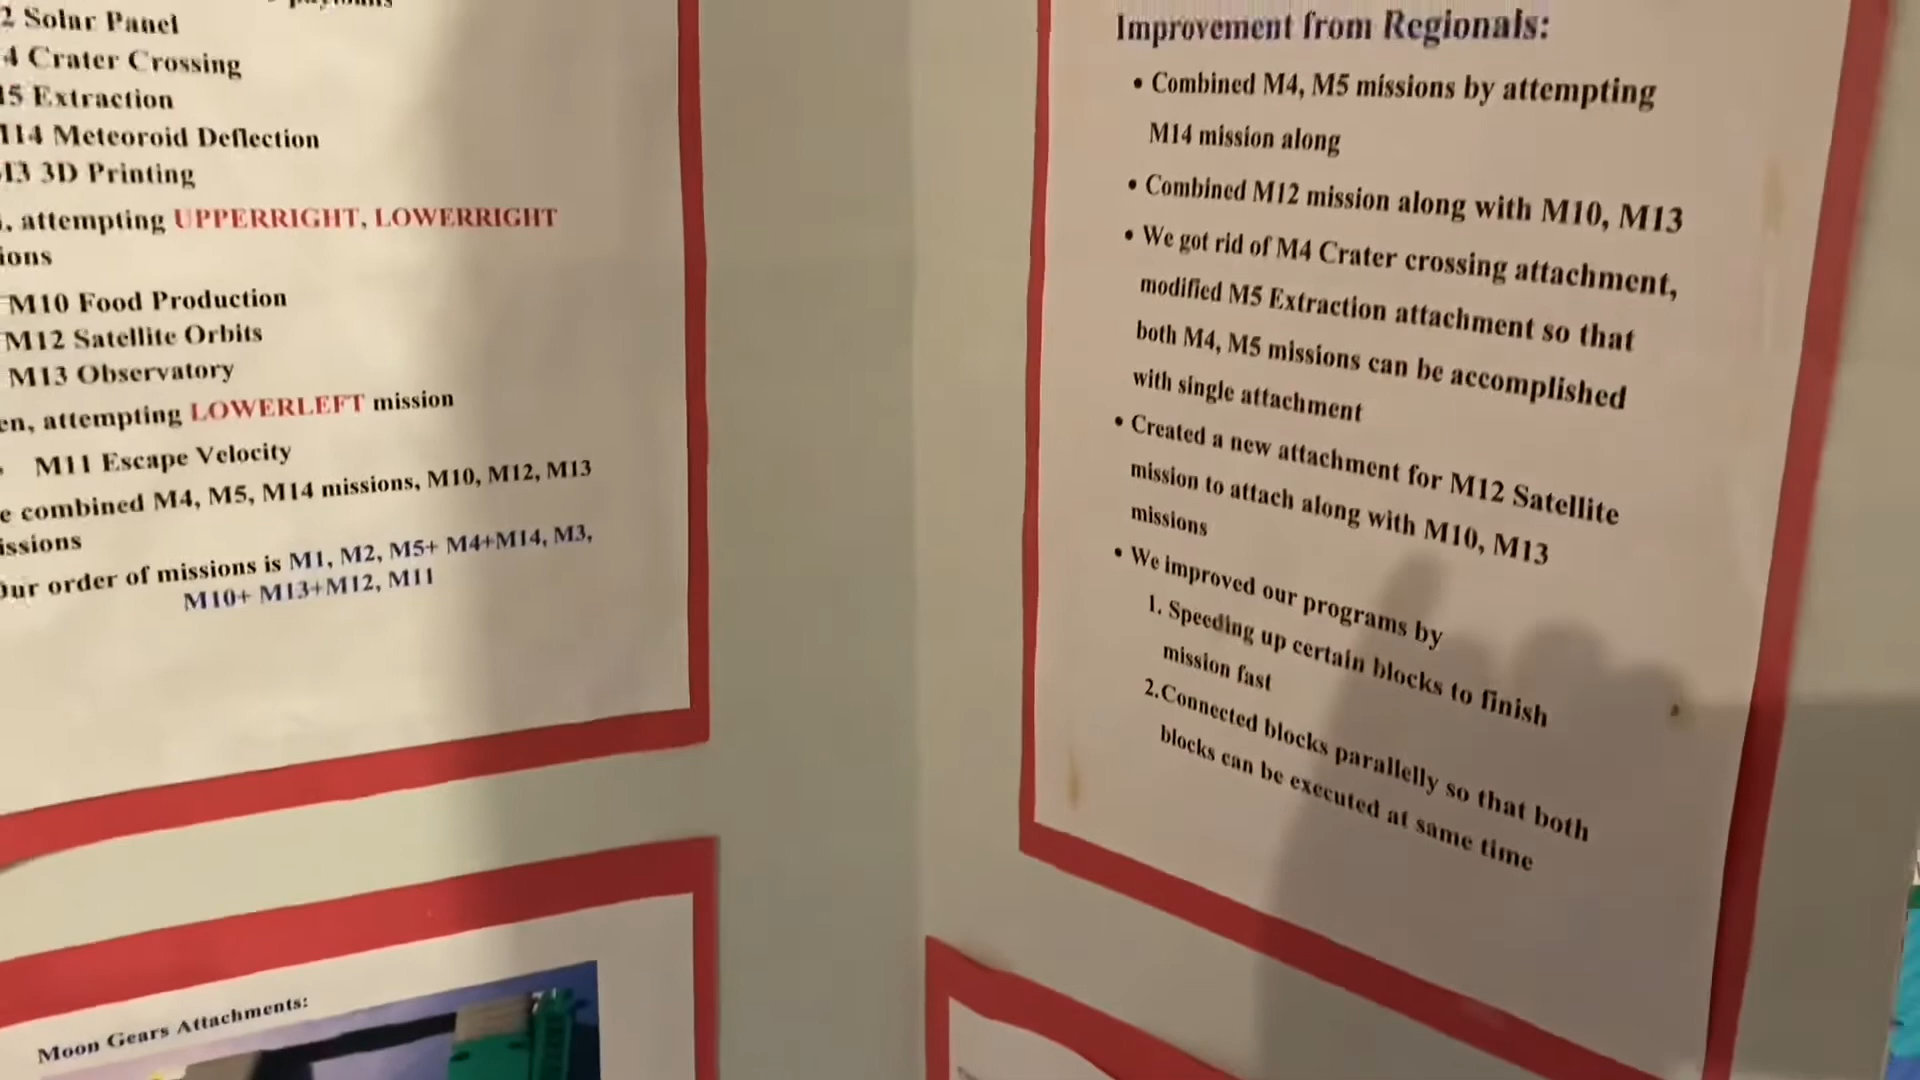 2 Solar Panel
4 Crater Crossing
5 Extraction
14 Meteoroid Deflection
13 3D Printing
, attempting UPPERRIGHT, LOWERRIGHT
ions
M10 Food Production
M12 Satellite Orbits
M13 Observatory
en, attempting LOWERLEFT mission
M11 Escape Velocity
e combined M4, M5, M14 missions, M10, M12, M13
issions
Our order of missions is M1, M2, M5+ M4+M14, M3,
M10+ M13+M12, M11
Moon Gears Attachments:
Improvement from Regionals:
• Combined M4, M5 missions by attempting
M14 mission along
• Combined M12 mission along with M10, M13
• We got rid of M4 Crater crossing attachment,
modified M5 Extraction attachment so that
both M4, M5 missions can be accomplished
with single attachment
• Created a new attachment for M12 Satellite
mission to attach along with M10, M13
missions
• We improved our programs by
1. Speeding up certain blocks to finish
mission fast
2.Connected blocks parallelly so that both
blocks can be executed at same time